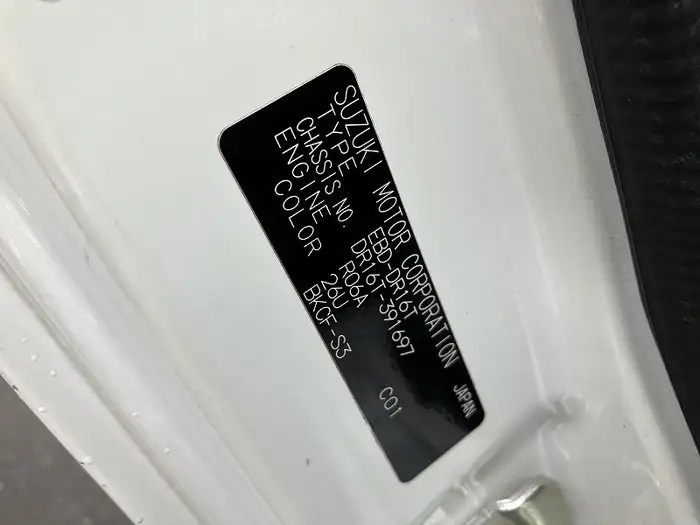 SUZUKI MOTOR CORPORATION JAPAN
TYPE EBD-DR16T
CHASSIS NO. DR16T-391697
ENGINE R06A
COLOR 26U C01
BKCF-S3